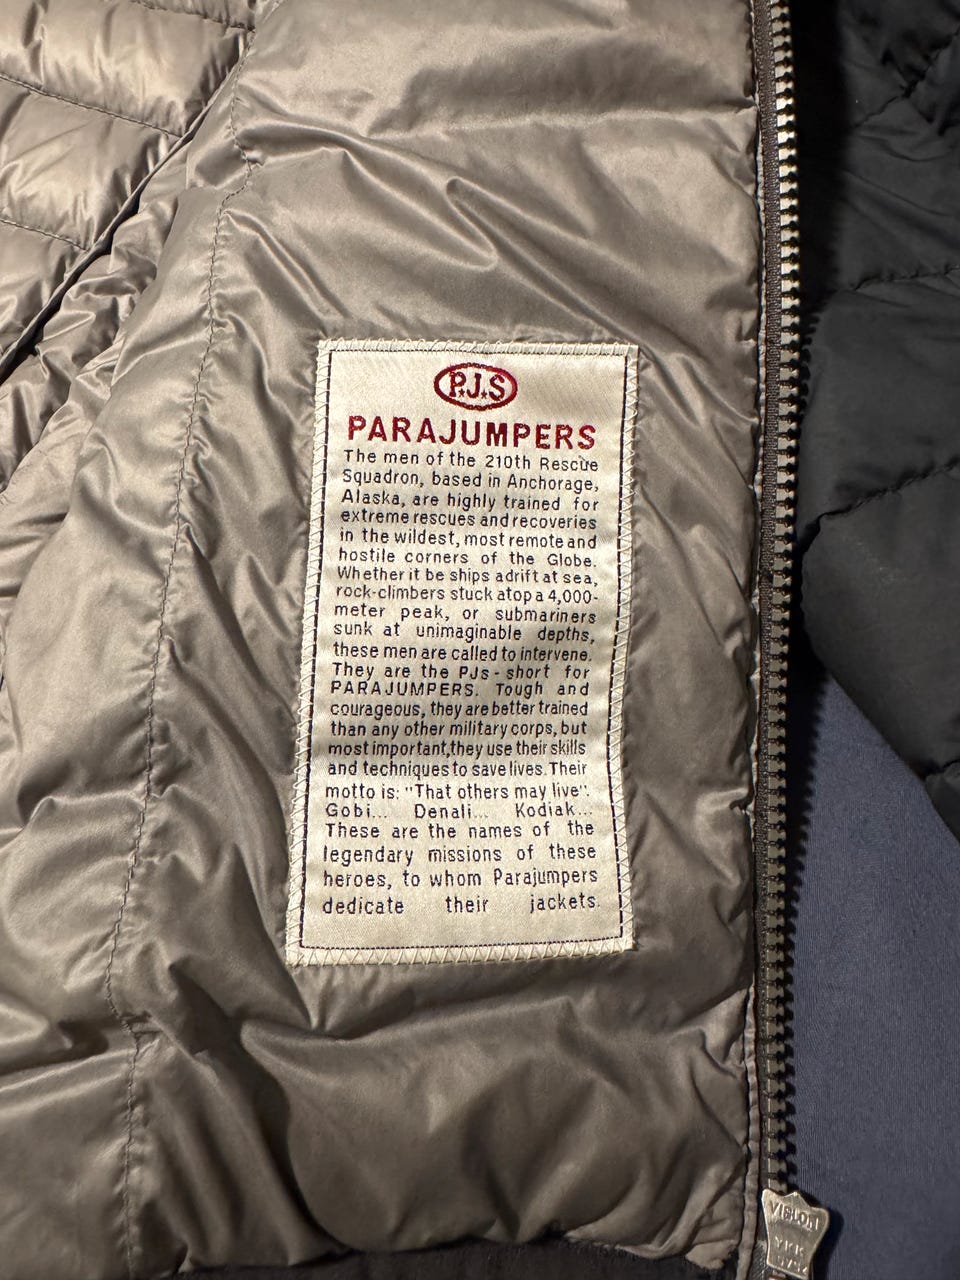 P.J.S
PARAJUMPERS
The men of the 210th Rescue
Squadron, based in Anchorage,
Alaska, are highly trained for
extreme rescues and recoveries
in the wildest, most remote and
hostile corners of the Globe.
Whether it be ships adrift at sea,
rock-climbers stuck atop a 4,000-
meter peak, or submariners
sunk at unimaginable depths,
these men are called to intervene.
They are the PJs - short for
PARAJUMPERS. Tough and
courageous, they are better trained
than any other military corps, but
most important,they use their skills
and techniques to save lives. Their
motto is: "That others may live".
Gobi... Denali... Kodiak...
These are the names of the
legendary missions of these
heroes, to whom Parajumpers
dedicate their jackets.
VISLON
YKK